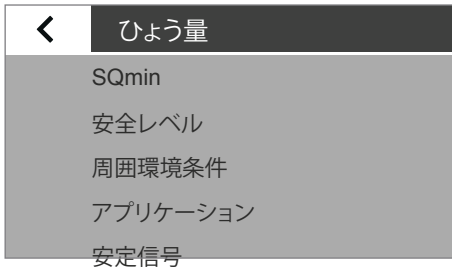 ひょう量
SQmin
安全レベル
周囲環境条件
アプリケーション
安定信号